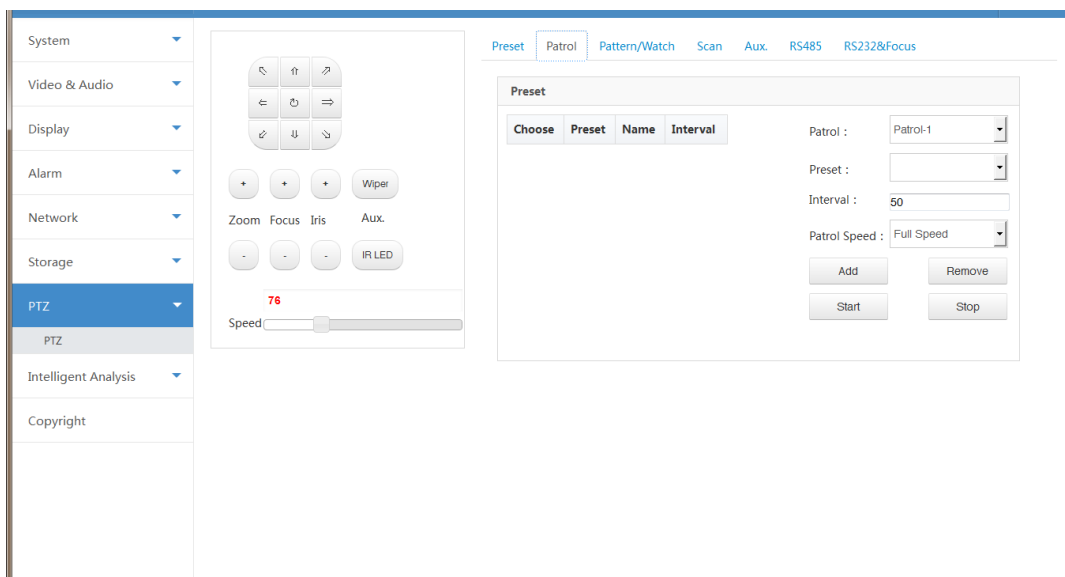 System
Video & Audio
Display
Alarm
Network
Storage
PTZ
PTZ
Intelligent Analysis
Copyright
+ + + Wiper
Zoom Focus Iris Aux.
- - - IR LED
76
Speed
Preset Patrol Pattern/Watch Scan Aux. RS485 RS232&Focus
Preset
Choose Preset Name Interval
Patrol : Patrol-1
Preset :
Interval : 50
Patrol Speed : Full Speed
Add Remove
Start Stop